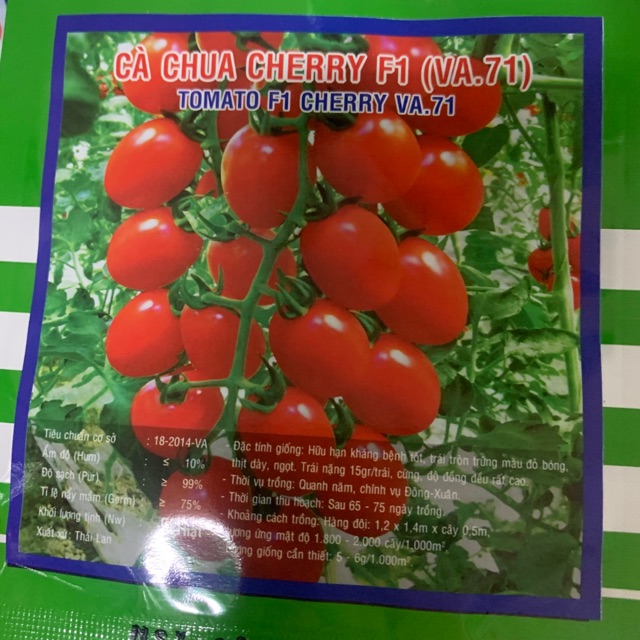 CÀ CHUA CHERRY F1 (VA.71)
TOMATO F1 CHERRY VA.71
Tiêu chuẩn cơ sở : 18-2014-VA
Ẩm độ (Hum) : ≤ 10%
Độ sạch (Pur) : ≥ 99%
Tỉ lệ nảy mầm (Germ) ≥ 75%
Khối lượng tịnh (Nw) hạt
Xuất xứ: Thái Lan
- Đặc tính giống: Hữu hạn kháng bệnh tốt, trái tròn trứng màu đỏ bóng,
thịt dày, ngọt. Trái nặng 15gr/trái, cứng, độ đồng đều rất cao.
- Thời vụ trồng: Quanh năm, chính vụ Đông-Xuân.
- Thời gian thu hoạch: Sau 65 - 75 ngày trồng.
- Khoảng cách trồng: Hàng đôi: 1,2 x 1,4m x cây 0,5m,
ứng mật độ 1.800 - 2.000 cây/1,000m².
giống cần thiết: 5 - 6g/1.000m².